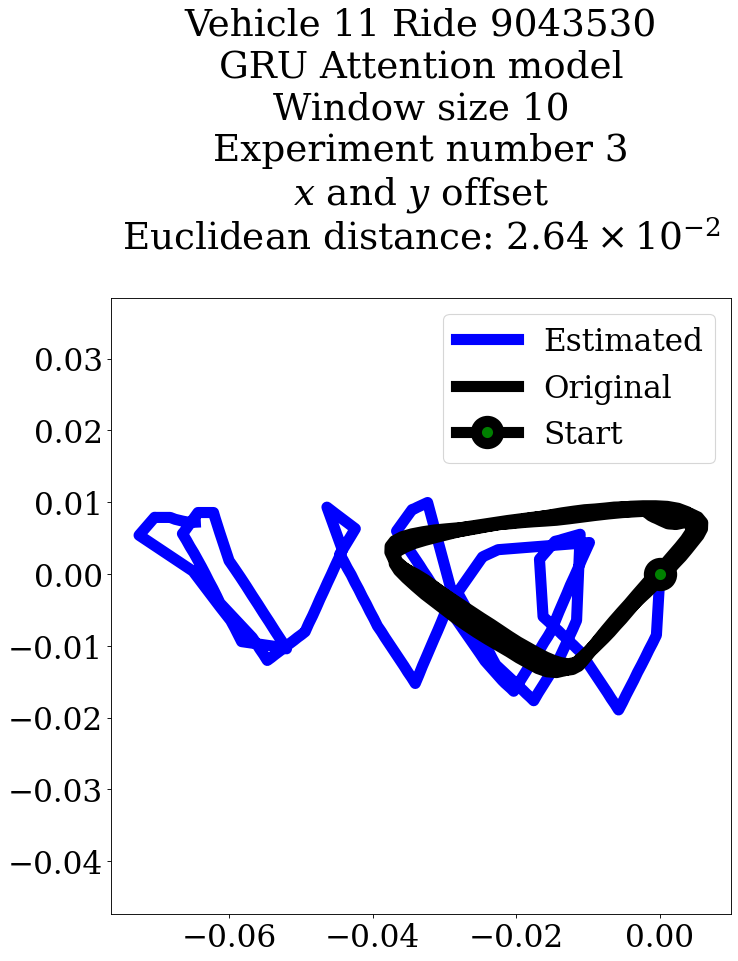 Vehicle 11 Ride 9043530
GRU Attention model
Window size 10
Experiment number 3
x and y offset
Euclidean distance: 2.64 × 10⁻²
Estimated
Original
Start
0.03
0.02
0.01
0.00
−0.01
−0.02
−0.03
−0.04
−0.06
−0.04
−0.02
0.00